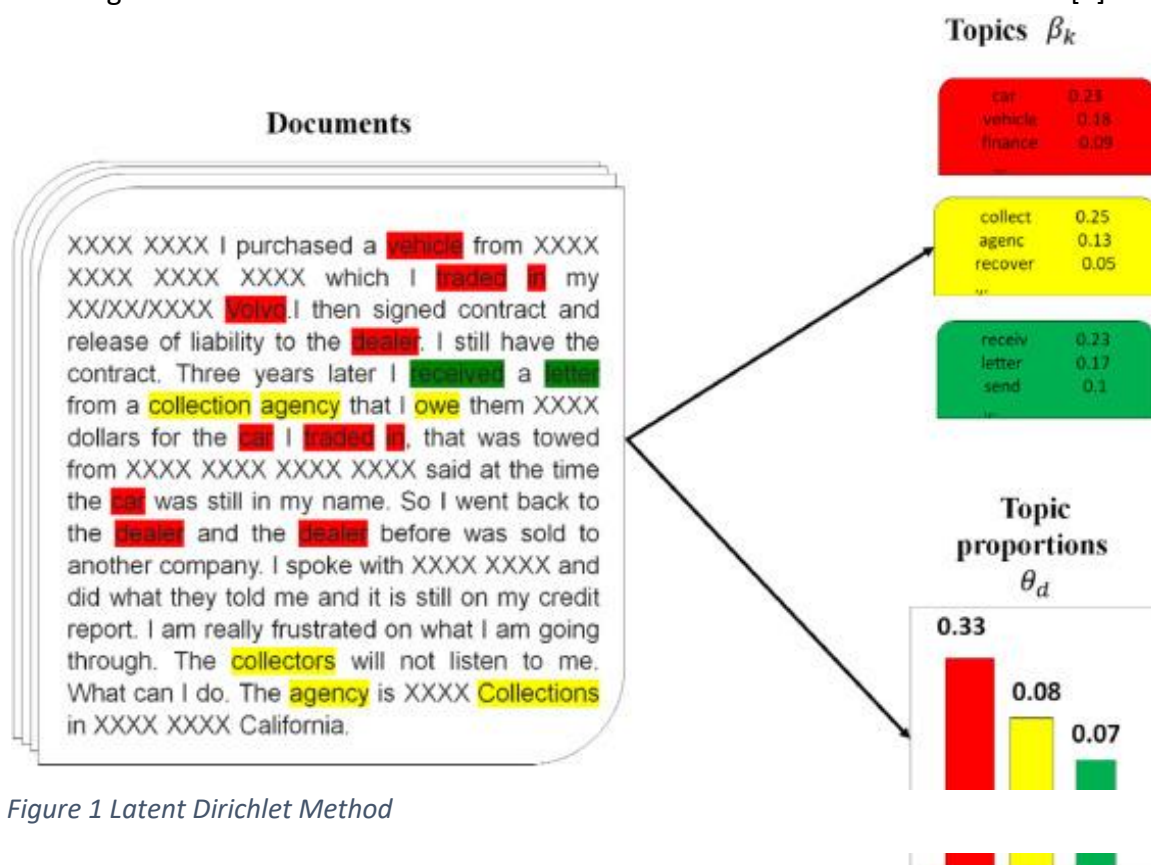 Topics β_k
car 0.23
vehicle 0.18
finance 0.09
...
Documents
XXXX XXXX I purchased a vehicle from XXXX
XXXX XXXX XXXX which I traded in my
XX/XX/XXXX Volvo.I then signed contract and
release of liability to the dealer. I still have the
contract. Three years later I received a letter
from a collection agency that I owe them XXXX
dollars for the car I traded in, that was towed
from XXXX XXXX XXXX XXXX said at the time
the car was still in my name. So I went back to
the dealer and the dealer before was sold to
another company. I spoke with XXXX XXXX and
did what they told me and it is still on my credit
report. I am really frustrated on what I am going
through. The collectors will not listen to me.
What can I do. The agency is XXXX Collections
in XXXX XXXX California.
collect 0.25
agenc 0.13
recover 0.05
...
receiv 0.23
letter 0.17
send 0.1
...
Topic
proportions
θ_d
0.33
0.08
0.07
Figure 1 Latent Dirichlet Method